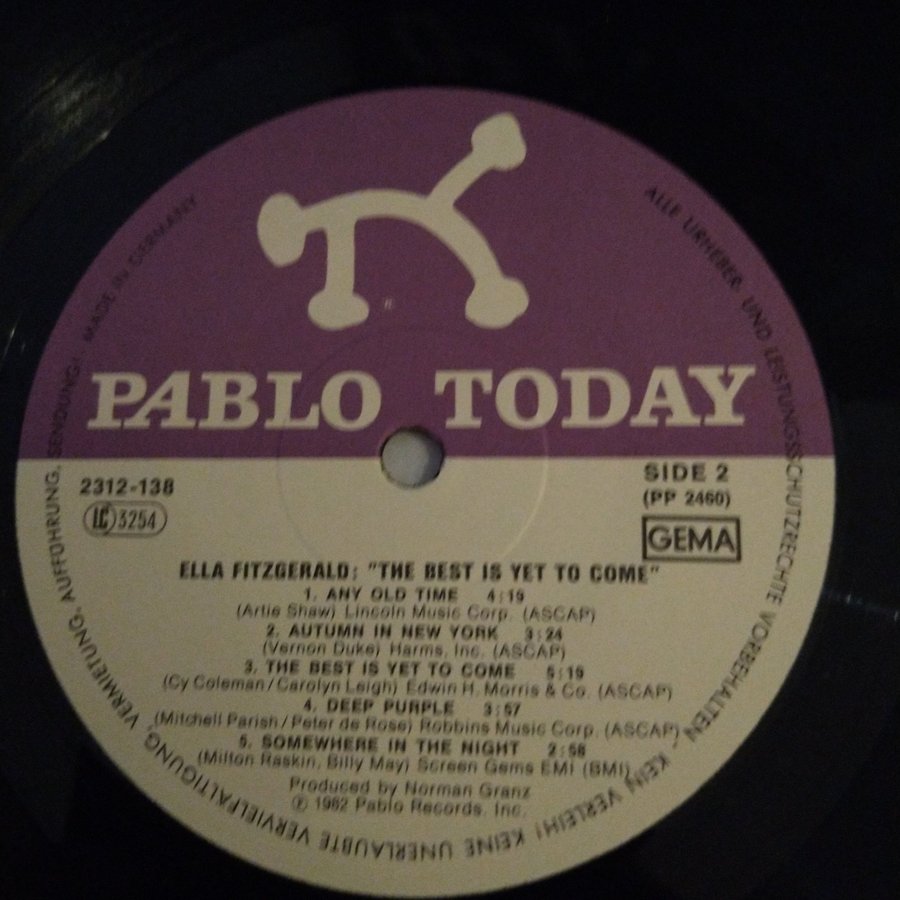 PABLO TODAY
2312-138
SIDE 2
(PP 2460)
LC 3254
GEMA
ELLA FITZGERALD; "THE BEST IS YET TO COME"
1. ANY OLD TIME 4:19
(Artie Shaw) Lincoln Music Corp. (ASCAP)
2. AUTUMN IN NEW YORK 3:24
(Vernon Duke) Harms, Inc. (ASCAP)
3. THE BEST IS YET TO COME 5:19
(Cy Coleman/Carolyn Leigh) Edwin H. Morris & Co. (ASCAP)
4. DEEP PURPLE 3:57
(Mitchell Parish/Peter de Rose) Robbins Music Corp. (ASCAP)
5. SOMEWHERE IN THE NIGHT 2:58
(Milton Raskin, Billy May) Screen Gems EMI (BMI)
Produced by Norman Granz
℗ 1982 Pablo Records, Inc.
ALLE URHEBER- UND LEISTUNGSSCHUTZRECHTE VORBEHALTEN - KEIN VERLEIH! KEINE UNERLAUBTE VERVIELFÄLTIGUNG, VERMIETUNG, AUFFÜHRUNG, SENDUNG! MADE IN GERMANY